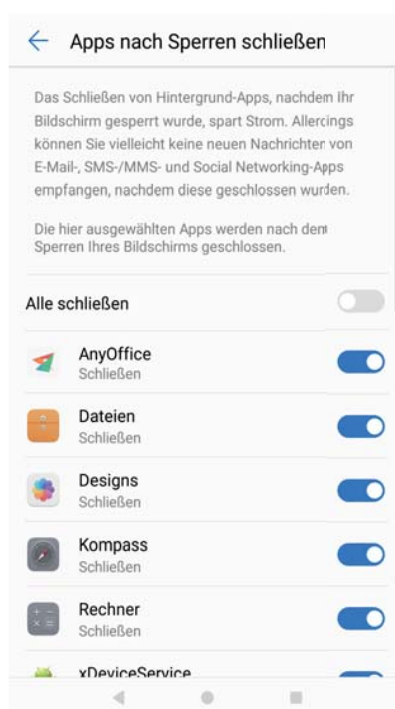 Apps nach Sperren schließen
Das Schließen von Hintergrund-Apps, nachdem Ihr
Bildschirm gesperrt wurde, spart Strom. Allerdings
können Sie vielleicht keine neuen Nachrichten von
E-Mail-, SMS-/MMS- und Social Networking-Apps
empfangen, nachdem diese geschlossen wurden.
Die hier ausgewählten Apps werden nach dem
Sperren Ihres Bildschirms geschlossen.
Alle schließen
AnyOffice
Schließen
Dateien
Schließen
Designs
Schließen
Kompass
Schließen
Rechner
Schließen
xDeviceService